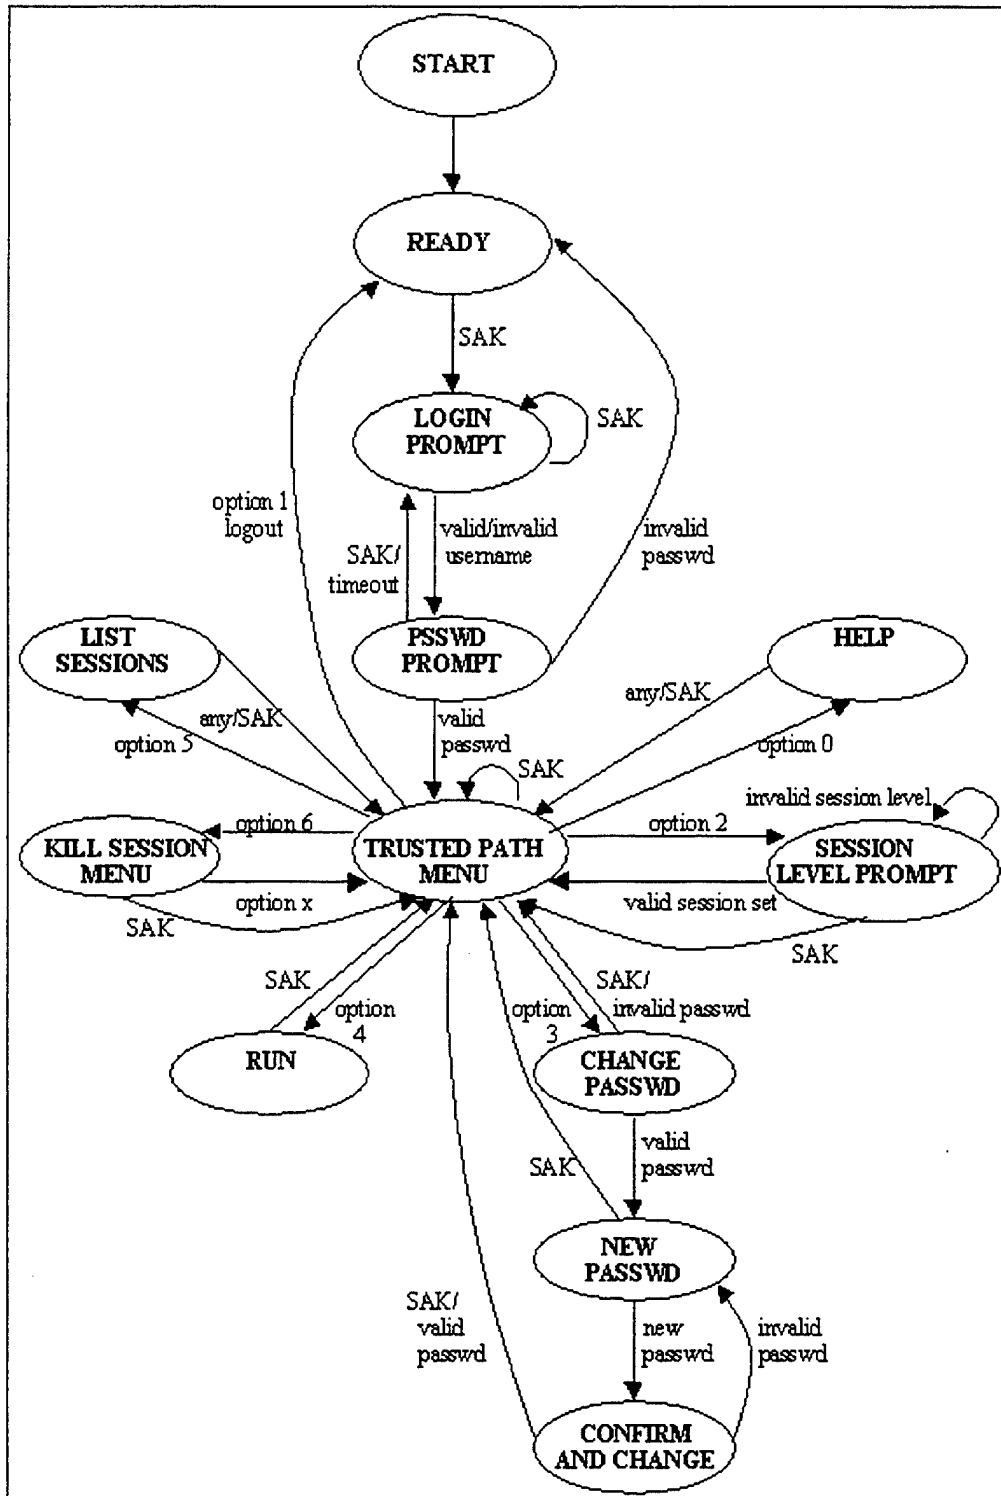 START
READY
SAK
LOGIN
PROMPT
SAK
option 1
logout
SAK/
timeout
valid/invalid
username
invalid
passwd
LIST
SESSIONS
PSSWD
PROMPT
HELP
any/SAK
option 5
valid
passwd
any/SAK
option 0
SAK
invalid session level
option 6
option 2
KILL SESSION
MENU
TRUSTED PATH
MENU
SESSION
LEVEL PROMPT
option x
valid session set
SAK
SAK
SAK
option
4
option
3
SAK/
invalid passwd
RUN
CHANGE
PASSWD
valid
passwd
SAK
NEW
PASSWD
SAK/
valid
passwd
new
passwd
invalid
passwd
CONFIRM
AND CHANGE